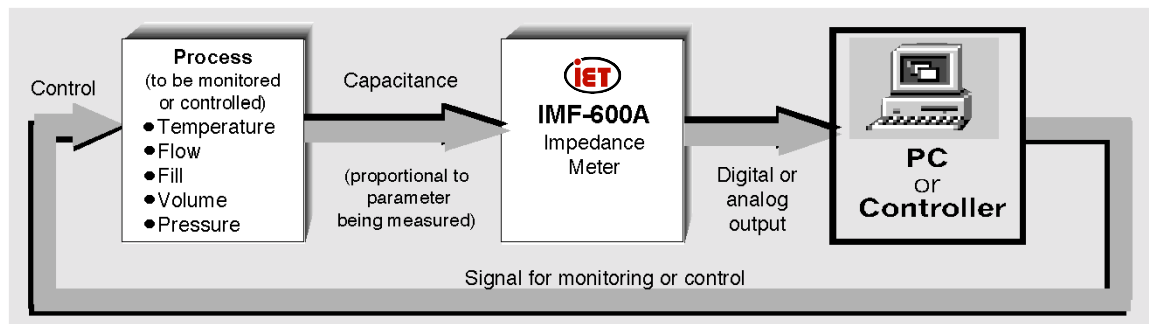 Control
Process
(to be monitored
or controlled)
●Temperature
●Flow
●Fill
●Volume
●Pressure
Capacitance
(proportional to
parameter
being measured)
iET
IMF-600A
Impedance
Meter
Digital or
analog
output
PC
or
Controller
Signal for monitoring or control